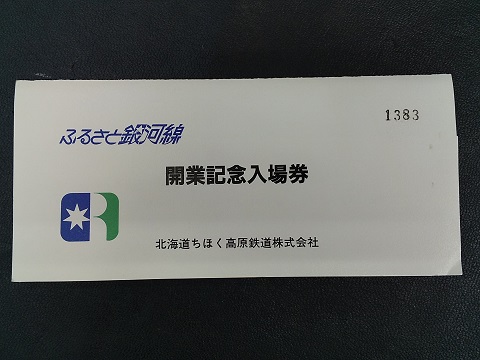 1383
ふるさと銀河線
開業記念入場券
北海道ちほく高原鉄道株式会社